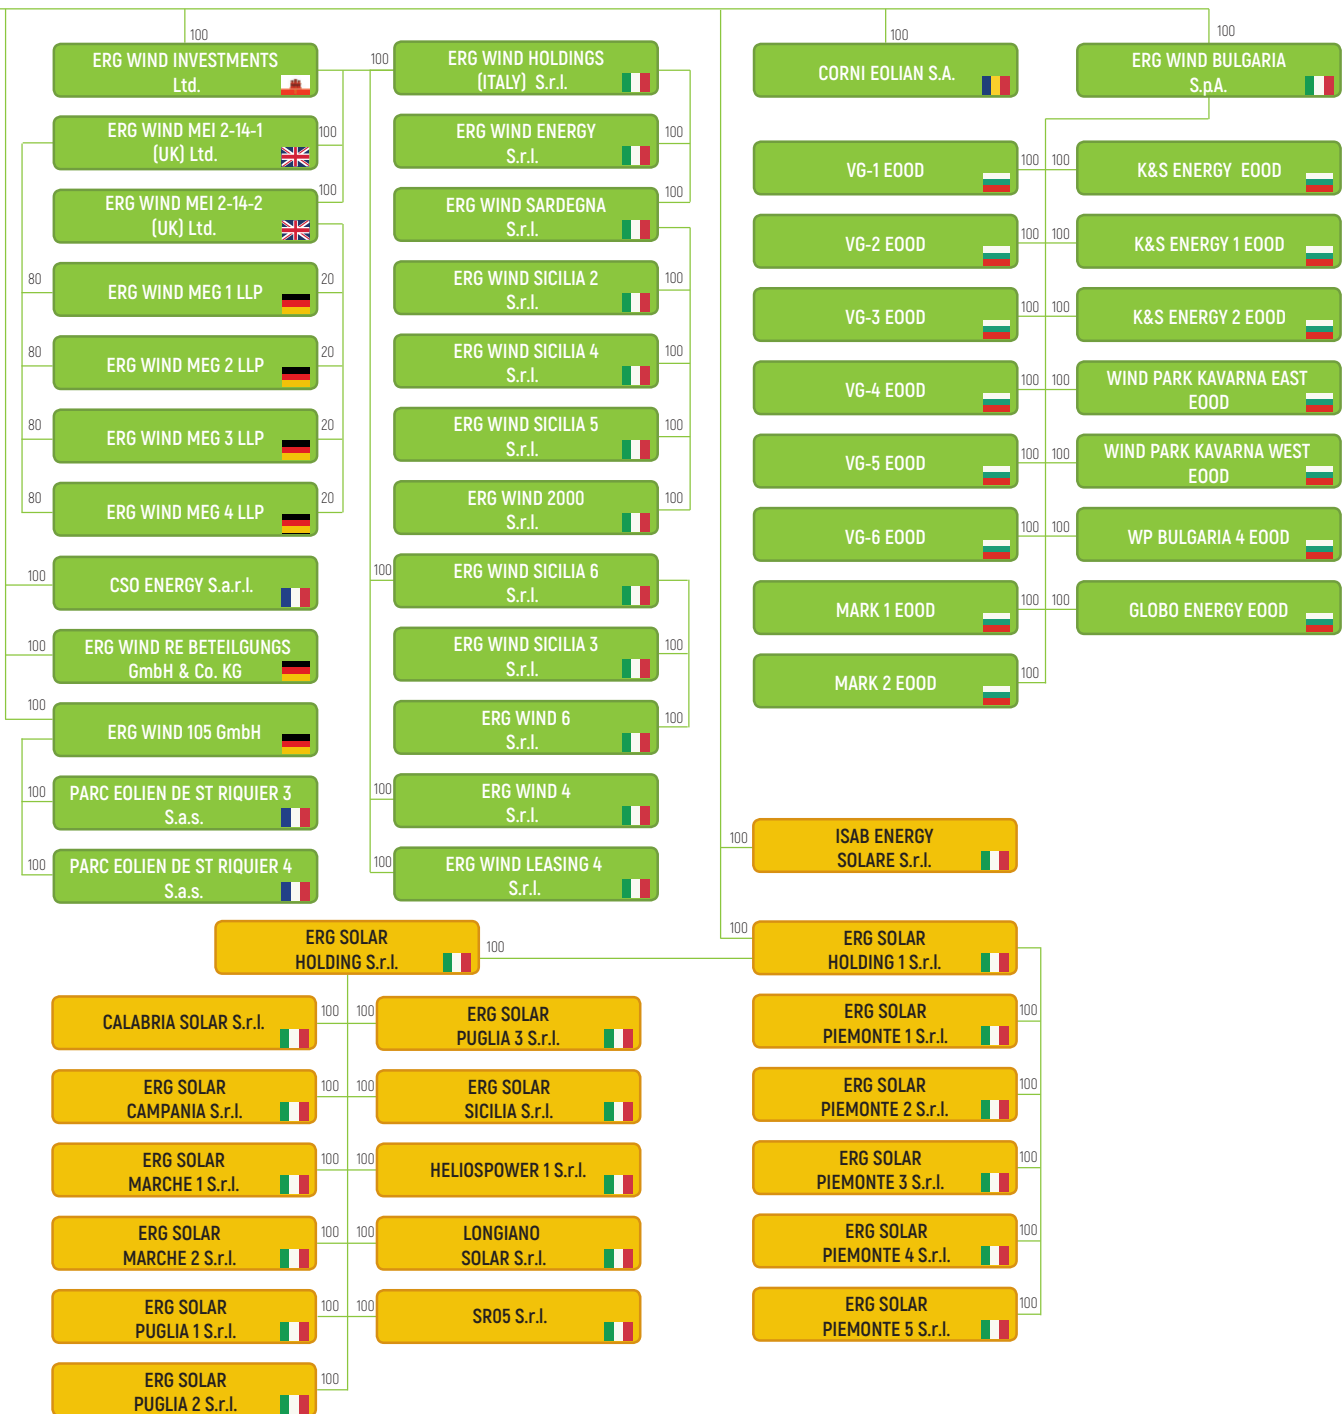 100
ERG WIND INVESTMENTS
Ltd.
100
ERG WIND MEI 2-14-1
(UK) Ltd.
100
ERG WIND MEI 2-14-2
(UK) Ltd.
80
ERG WIND MEG 1 LLP
20
80
ERG WIND MEG 2 LLP
20
80
ERG WIND MEG 3 LLP
20
80
ERG WIND MEG 4 LLP
20
100
CSO ENERGY S.a.r.l.
100
ERG WIND RE BETEILGUNGS
GmbH & Co. KG
100
ERG WIND 105 GmbH
100
PARC EOLIEN DE ST RIQUIER 3
S.a.s.
100
PARC EOLIEN DE ST RIQUIER 4
S.a.s.
100
ERG WIND HOLDINGS
(ITALY) S.r.l.
ERG WIND ENERGY
S.r.l.
100
ERG WIND SARDEGNA
S.r.l.
100
ERG WIND SICILIA 2
S.r.l.
100
ERG WIND SICILIA 4
S.r.l.
100
ERG WIND SICILIA 5
S.r.l.
100
ERG WIND 2000
S.r.l.
100
100
ERG WIND SICILIA 6
S.r.l.
ERG WIND SICILIA 3
S.r.l.
100
ERG WIND 6
S.r.l.
100
100
ERG WIND 4
S.r.l.
100
ERG WIND LEASING 4
S.r.l.
100
CORNI EOLIAN S.A.
100
ERG WIND BULGARIA
S.p.A.
VG-1 EOOD
100
100
K&S ENERGY EOOD
VG-2 EOOD
100
100
K&S ENERGY 1 EOOD
VG-3 EOOD
100
100
K&S ENERGY 2 EOOD
VG-4 EOOD
100
100
WIND PARK KAVARNA EAST
EOOD
VG-5 EOOD
100
100
WIND PARK KAVARNA WEST
EOOD
VG-6 EOOD
100
100
WP BULGARIA 4 EOOD
MARK 1 EOOD
100
100
GLOBO ENERGY EOOD
MARK 2 EOOD
100
100
ISAB ENERGY
SOLARE S.r.l.
ERG SOLAR
HOLDING S.r.l.
100
100
ERG SOLAR
HOLDING 1 S.r.l.
CALABRIA SOLAR S.r.l.
100
100
ERG SOLAR
PUGLIA 3 S.r.l.
ERG SOLAR
CAMPANIA S.r.l.
100
100
ERG SOLAR
SICILIA S.r.l.
ERG SOLAR
MARCHE 1 S.r.l.
100
100
HELIOSPOWER 1 S.r.l.
ERG SOLAR
MARCHE 2 S.r.l.
100
100
LONGIANO
SOLAR S.r.l.
ERG SOLAR
PUGLIA 1 S.r.l.
100
100
SR05 S.r.l.
ERG SOLAR
PUGLIA 2 S.r.l.
100
ERG SOLAR
PIEMONTE 1 S.r.l.
100
ERG SOLAR
PIEMONTE 2 S.r.l.
100
ERG SOLAR
PIEMONTE 3 S.r.l.
100
ERG SOLAR
PIEMONTE 4 S.r.l.
100
ERG SOLAR
PIEMONTE 5 S.r.l.
100